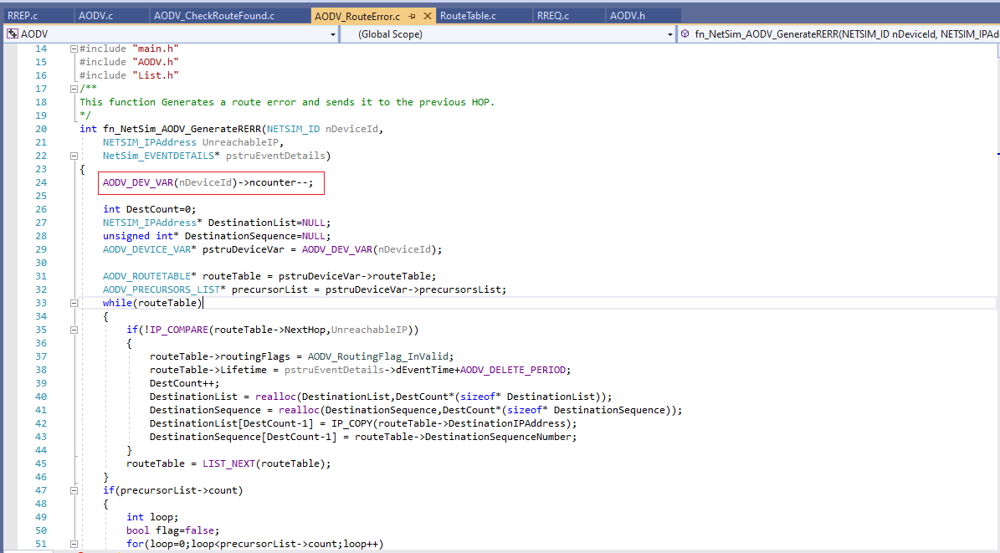 RREP.c AODV.c AODV_CheckRouteFound.c AODV_RouteError.c RouteTable.c RREQ.c AODV.h
AODV (Global Scope) fn_NetSim_AODV_GenerateRERR(NETSIM_ID nDeviceId, NETSIM_IPAd
14 #include "main.h"
15 #include "AODV.h"
16 #include "List.h"
17 /**
18 This function Generates a route error and sends it to the previous HOP.
19 */
20 int fn_NetSim_AODV_GenerateRERR(NETSIM_ID nDeviceId,
21 NETSIM_IPAddress UnreachableIP,
22 NetSim_EVENTDETAILS* pstruEventDetails)
23 {
24 AODV_DEV_VAR(nDeviceId)->ncounter--;
25
26 int DestCount=0;
27 NETSIM_IPAddress* DestinationList=NULL;
28 unsigned int* DestinationSequence=NULL;
29 AODV_DEVICE_VAR* pstruDeviceVar = AODV_DEV_VAR(nDeviceId);
30
31 AODV_ROUTETABLE* routeTable = pstruDeviceVar->routeTable;
32 AODV_PRECURSORS_LIST* precursorList = pstruDeviceVar->precursorsList;
33 while(routeTable)
34 {
35 if(!IP_COMPARE(routeTable->NextHop,UnreachableIP))
36 {
37 routeTable->routingFlags = AODV_RoutingFlag_InValid;
38 routeTable->Lifetime = pstruEventDetails->dEventTime+AODV_DELETE_PERIOD;
39 DestCount++;
40 DestinationList = realloc(DestinationList,DestCount*(sizeof* DestinationList));
41 DestinationSequence = realloc(DestinationSequence,DestCount*(sizeof* DestinationSequence));
42 DestinationList[DestCount-1] = IP_COPY(routeTable->DestinationIPAddress);
43 DestinationSequence[DestCount-1] = routeTable->DestinationSequenceNumber;
44 }
45 routeTable = LIST_NEXT(routeTable);
46 }
47 if(precursorList->count)
48 {
49 int loop;
50 bool flag=false;
51 for(loop=0;loop<precursorList->count;loop++)